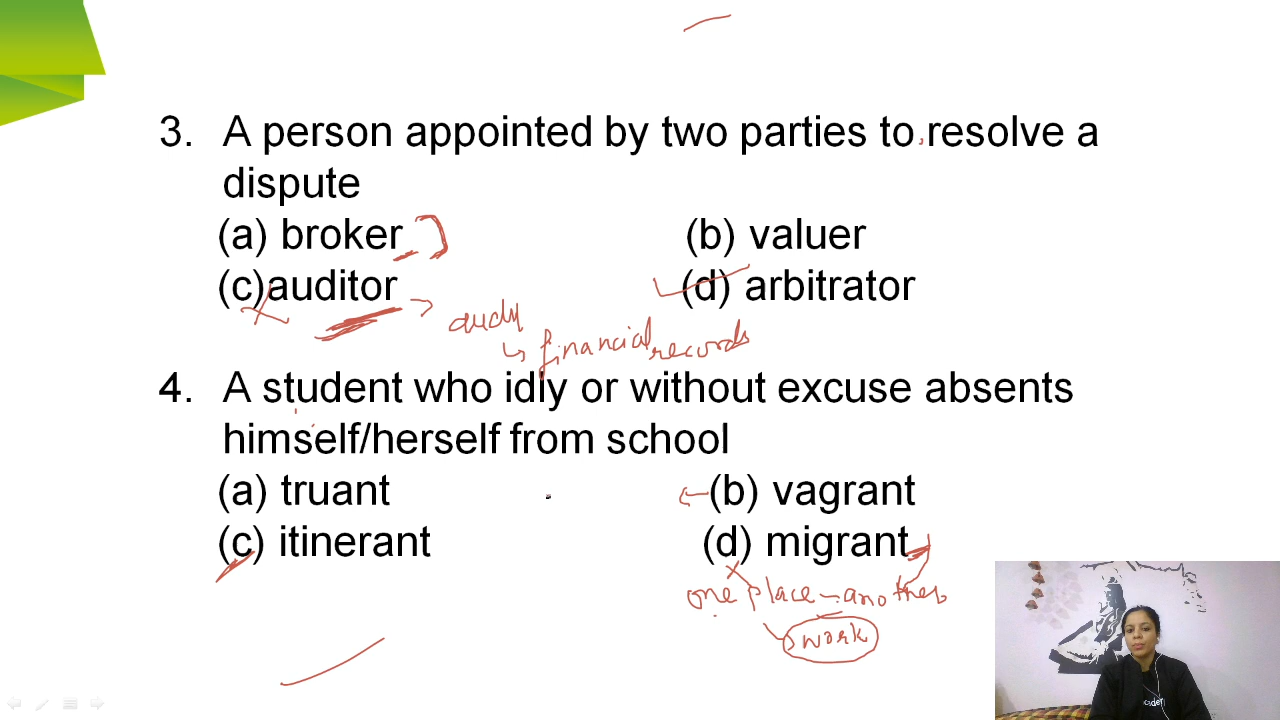 3. A person appointed by two parties to resolve a
dispute
(a) broker (b) valuer
(c)auditor (d) arbitrator
financial records
4. A student who idly or without excuse absents
himself/herself from school
(a) truant (b) vagrant
(c) itinerant (d) migrant
one place - another
work